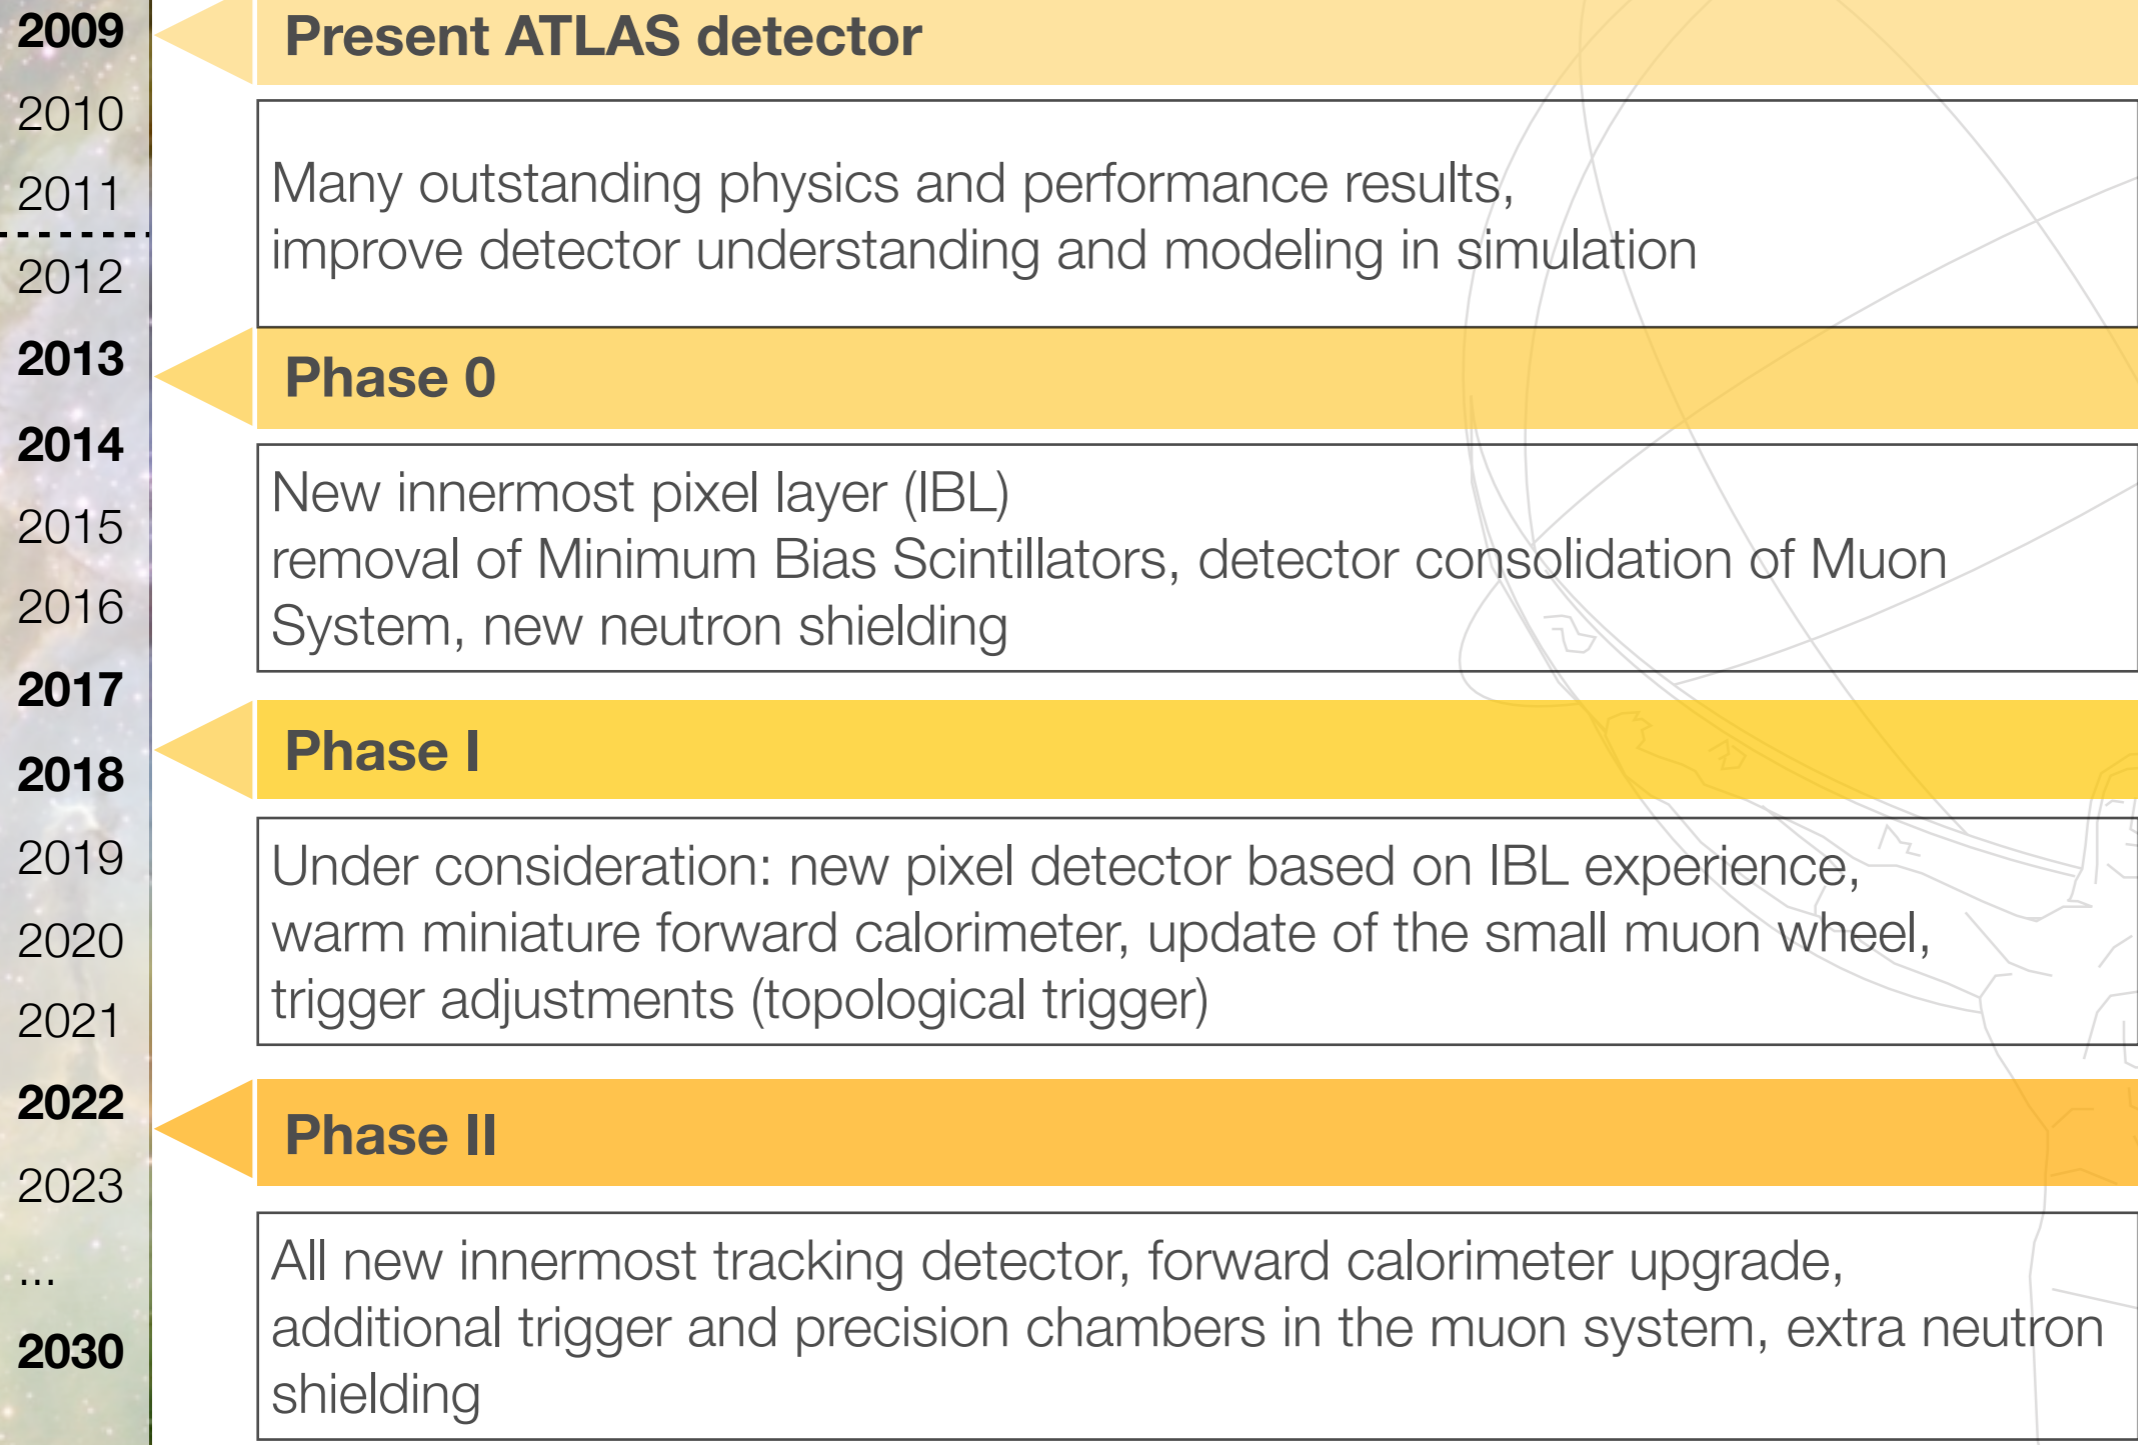 2009
Present ATLAS detector
2010
2011
2012
Many outstanding physics and performance results,
improve detector understanding and modeling in simulation
2013
Phase 0
2014
2015
2016
New innermost pixel layer (IBL)
removal of Minimum Bias Scintillators, detector consolidation of Muon
System, new neutron shielding
2017
2018
Phase I
2019
2020
2021
Under consideration: new pixel detector based on IBL experience,
warm miniature forward calorimeter, update of the small muon wheel,
trigger adjustments (topological trigger)
2022
Phase II
2023
...
2030
All new innermost tracking detector, forward calorimeter upgrade,
additional trigger and precision chambers in the muon system, extra neutron
shielding